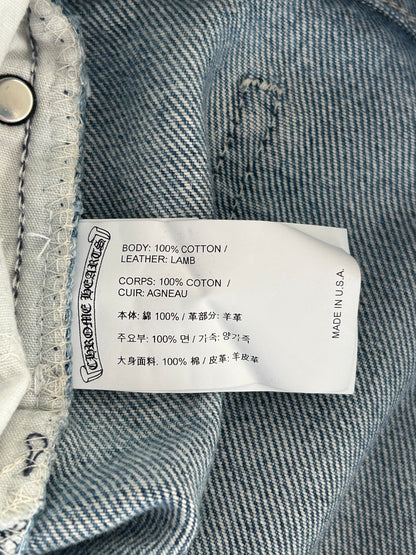 CHROME HEARTS
BODY: 100% COTTON /
LEATHER: LAMB
CORPS: 100% COTON /
CUIR: AGNEAU
本体: 綿 100% / 革部分: 羊革
주요부: 100% 면 / 가죽: 양가죽
大身面料. 100% 棉 / 皮革: 羊皮革
MADE IN U.S.A.